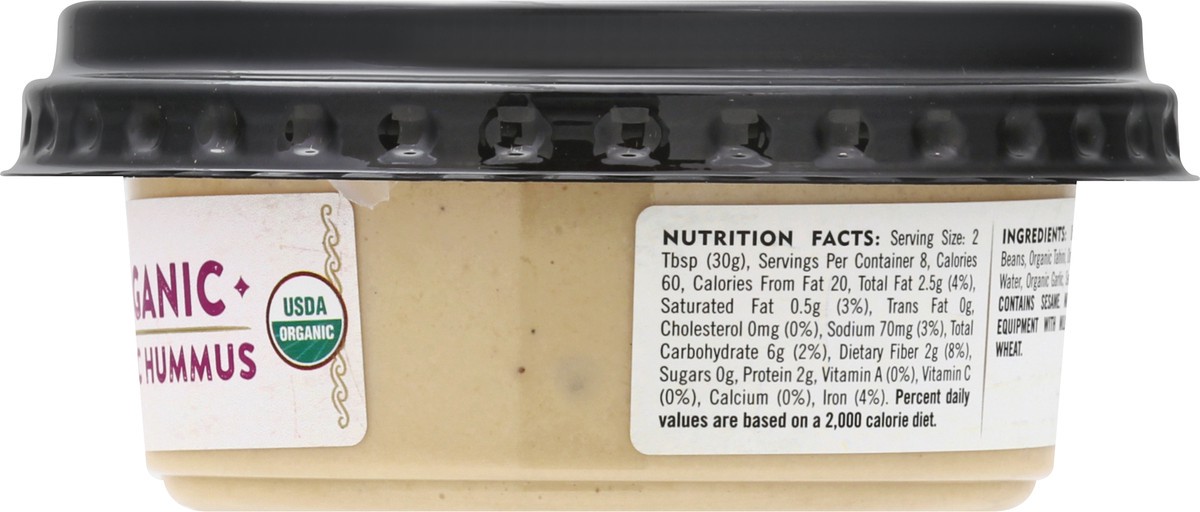 GANIC
HUMMUS
USDA
ORGANIC
NUTRITION FACTS: Serving Size: 2
Tbsp (30g), Servings Per Container 8, Calories
60, Calories From Fat 20, Total Fat 2.5g (4%),
Saturated Fat 0.5g (3%), Trans Fat 0g,
Cholesterol 0mg (0%), Sodium 70mg (3%), Total
Carbohydrate 6g (2%), Dietary Fiber 2g (8%),
Sugars 0g, Protein 2g, Vitamin A (0%), Vitamin C
(0%), Calcium (0%), Iron (4%). Percent daily
values are based on a 2,000 calorie diet.
INGREDIENTS:
Beans, Organic Tahini,
Water, Organic Garlic,
CONTAINS SESAME.
EQUIPMENT WITH
WHEAT.